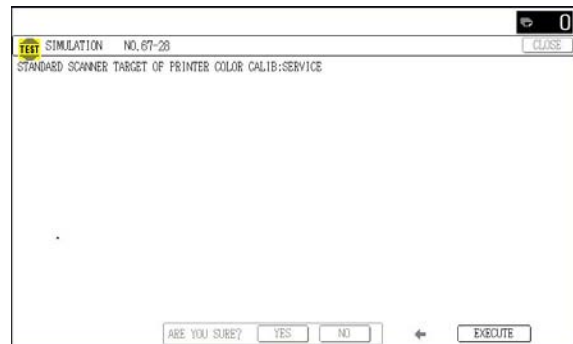 0
TEST SIMULATION NO.67-28 CLOSE
STANDARD SCANNER TARGET OF PRINTER COLOR CALIB:SERVICE
ARE YOU SURE? YES NO EXECUTE